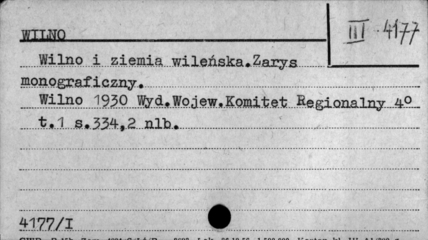 WILNO
III 4177
Wilno i ziemia wileńska.Zarys
monograficzny.
Wilno 1930 Wyd.Wojew.Komitet Regionalny 4°
t.1 s.334,2 nlb.
4177/I